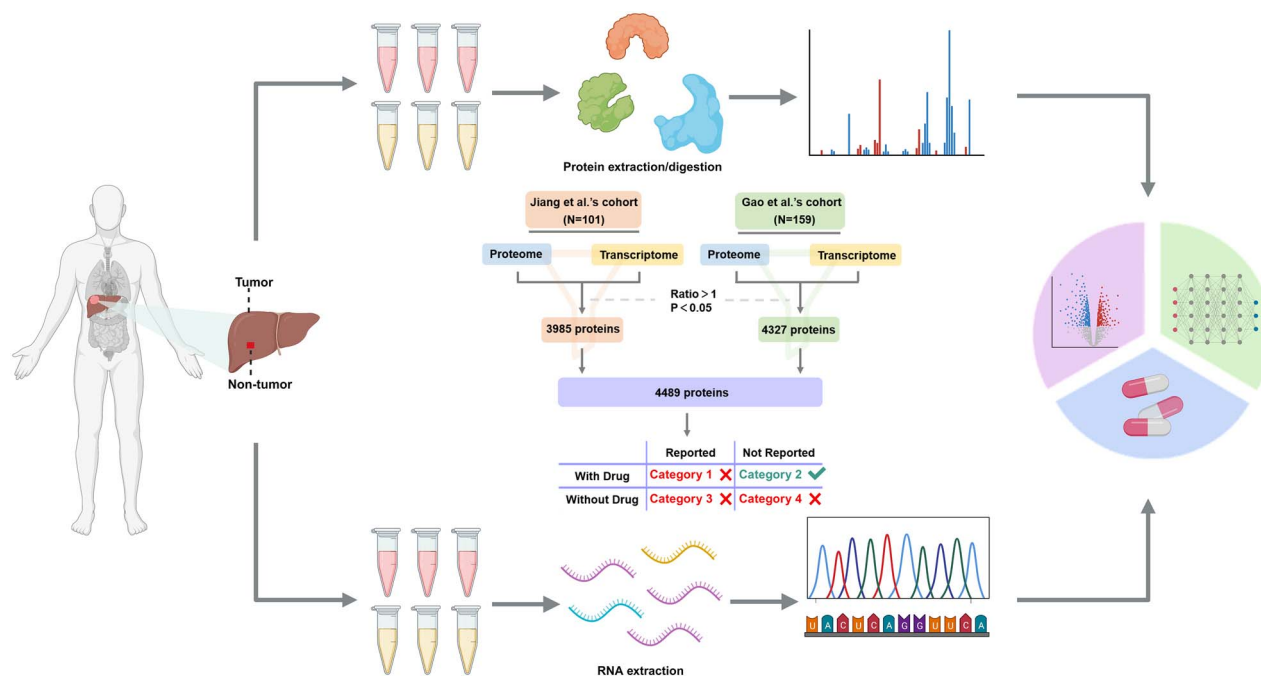 Protein extraction/digestion
Jiang et al.'s cohort
(N=101)
Gao et al.'s cohort
(N=159)
Proteome
Transcriptome
Proteome
Transcriptome
Ratio > 1
P < 0.05
3985 proteins
4327 proteins
Tumor
Non-tumor
4489 proteins
Reported Not Reported
With Drug Category 1 Category 2
Without Drug Category 3 Category 4
U A C U C A G G U U C A
RNA extraction